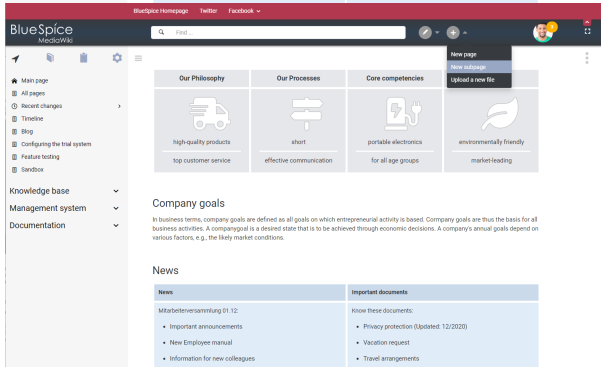 BlueSpice Homepage Twitter Facebook
BlueSpice
MediaWiki
Find ...
3
New page
New subpage
Upload a new file
Main page
All pages
Recent changes
Timeline
Blog
Configuring the trial system
Feature testing
Sandbox
Knowledge base
Management system
Documentation
Our Philosophy Our Processes Core competencies
high-quality products short portable electronics environmentally friendly
top customer service effective communication for all age groups market-leading
Company goals
In business terms, company goals are defined as all goals on which entrepreneurial activity is based. Company goals are thus the basis for all
business activities. A companygoal is a desired state that is to be achieved through economic decisions. A company's annual goals depend on
various factors, e.g., the likely market conditions.
News
News Important documents
Mitarbeiterversammlung 01.12: Know these documents:
• Important announcements • Privacy protection (Updated: 12/2020)
• New Employee manual • Vacation request
• Information for new colleagues • Travel arrangements